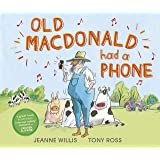 OLD
MACDONALD
had a
PHONE
JEANNE WILLIS
TONY ROSS